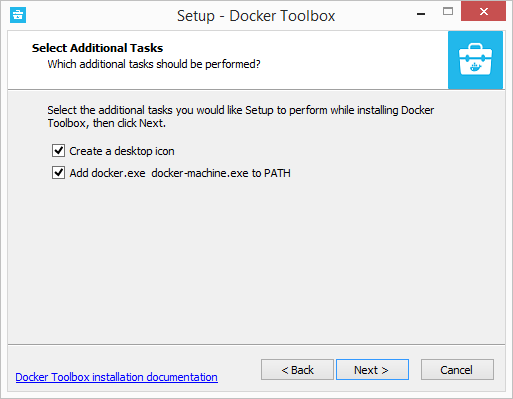 Setup - Docker Toolbox
Select Additional Tasks
Which additional tasks should be performed?
Select the additional tasks you would like Setup to perform while installing Docker
Toolbox, then click Next.
Create a desktop icon
Add docker.exe  docker-machine.exe to PATH
Docker Toolbox installation documentation
< Back
Next >
Cancel